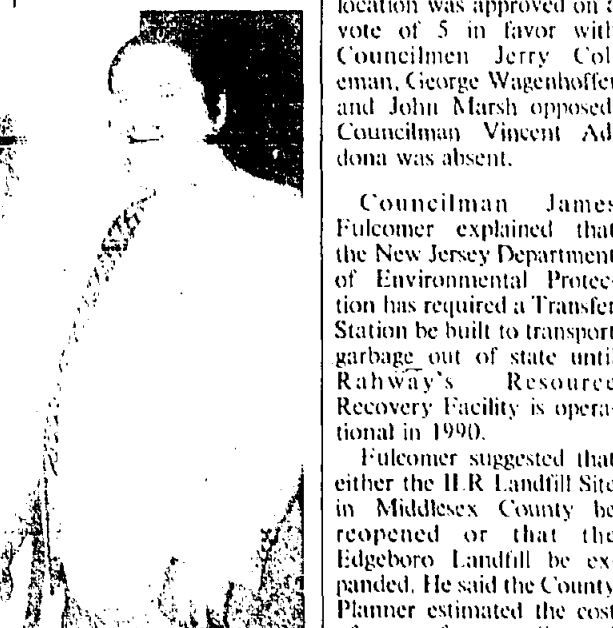 location was approved on a
vote of 5 in favor with
Councilmen Jerry Col
eman, George Wagenhoffer
and John Marsh opposed
Councilman Vincent Ad
dona was absent.
Councilman James
Fulcomer explained that
the New Jersey Department
of Environmental Protec-
tion has required a Transfer
Station be built to transport
garbage out of state until
Rahway's Resource
Recovery Facility is opera-
tional in 1990.
Fulcomer suggested that
either the ILR Landfill Site
in Middlesex County be
reopened or that the
Edgeboro Landfill be ex
panded. He said the County
Planner estimated the cost